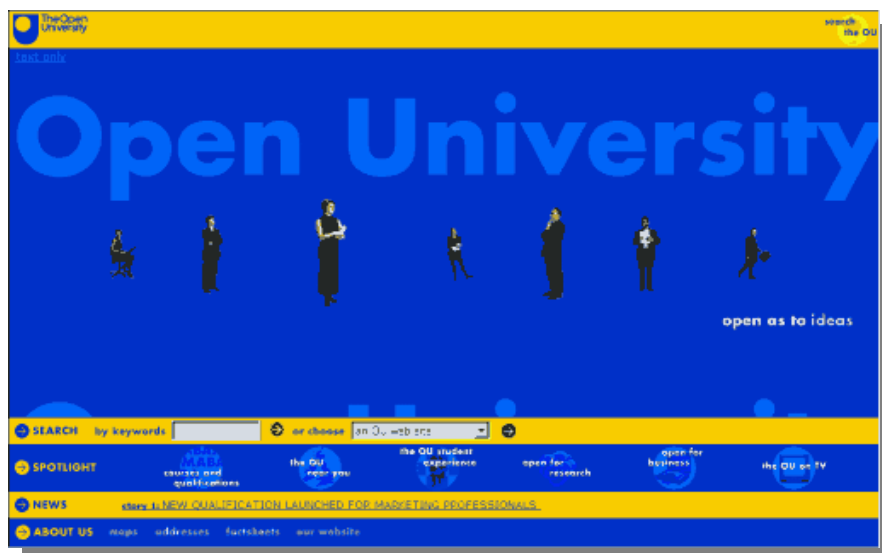 The Open
University
search
the OU
text only
Open University
open as to ideas
SEARCH by keywords or choose an OU web site
SPOTLIGHT
MABA
courses and
qualifications
the OU
near you
the OU student
experience
open for
research
open for
business
the OU on TV
NEWS story 1: NEW QUALIFICATION LAUNCHED FOR MARKETING PROFESSIONALS
ABOUT US maps addresses factsheets our website